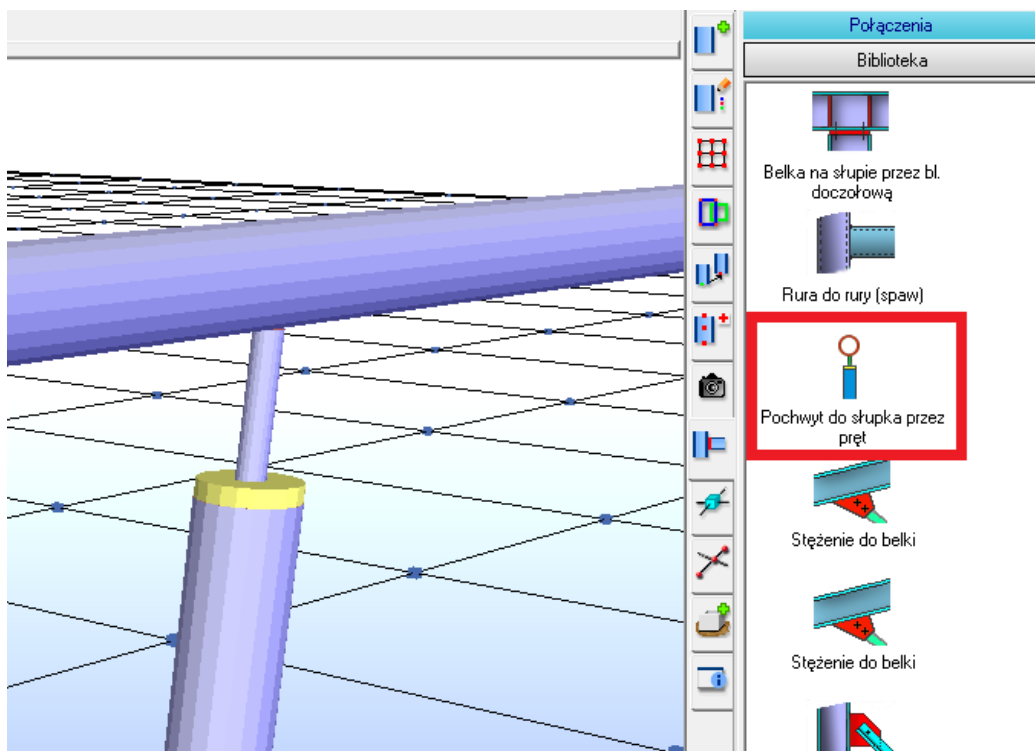 Połączenia
Biblioteka
Belka na słupie przez bl.
doczołową
Rura do rury (spaw)
Pochwyt do słupka przez
pręt
Stężenie do belki
Stężenie do belki